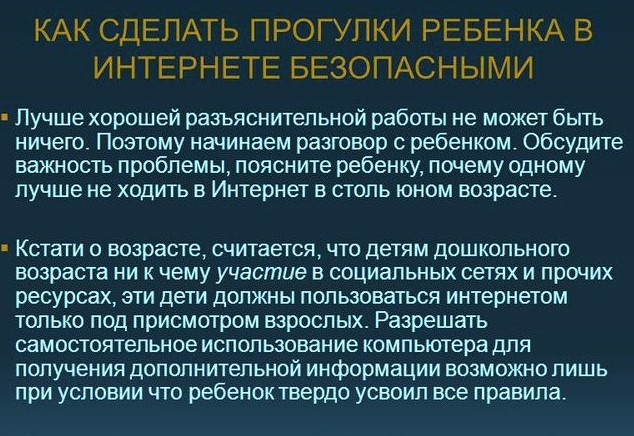 КАК СДЕЛАТЬ ПРОГУЛКИ РЕБЕНКА В
ИНТЕРНЕТЕ БЕЗОПАСНЫМИ
Лучше хорошей разъяснительной работы не может быть
ничего. Поэтому начинаем разговор с ребенком. Обсудите
важность проблемы, поясните ребенку, почему одному
лучше не ходить в Интернет в столь юном возрасте.
Кстати о возрасте, считается, что детям дошкольного
возраста ни к чему участие в социальных сетях и прочих
ресурсах, эти дети должны пользоваться интернетом
только под присмотром взрослых. Разрешать
самостоятельное использование компьютера для
получения дополнительной информации возможно лишь
при условии что ребенок твердо усвоил все правила.